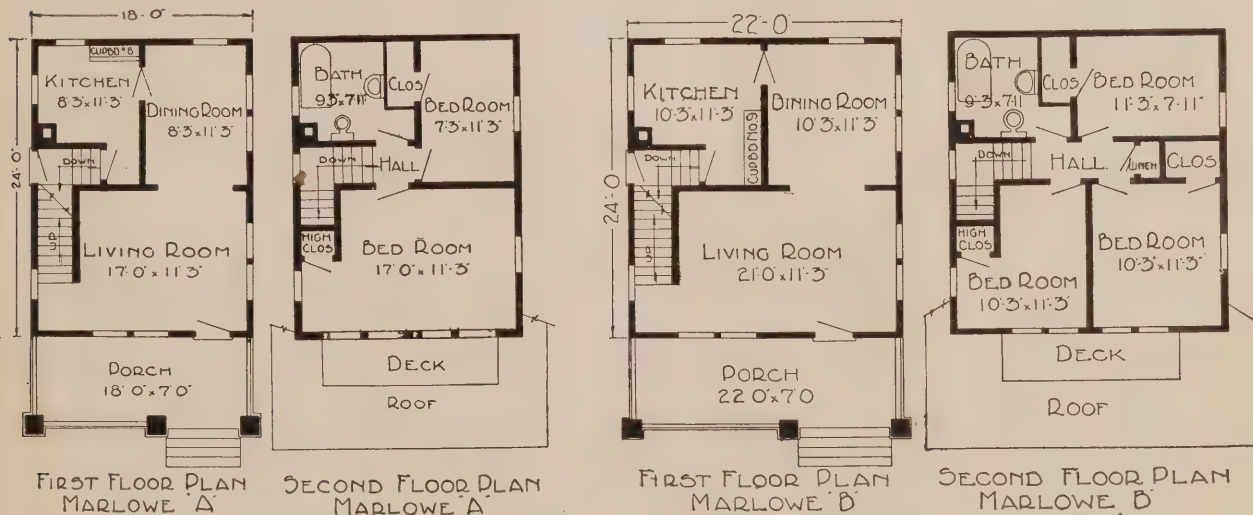 18'-0"
24'-0"
CUPBD #8
KITCHEN
8'3"x11'3"
DINING ROOM
8'3"x11'3"
DOWN
UP
LIVING ROOM
17'0"x11'3"
PORCH
18'0"x7'0"
FIRST FLOOR PLAN
MARLOWE "A"
BATH
9'3"x7'11"
CLOS
BED ROOM
7'3"x11'3"
DOWN
HALL
HIGH
CLOS
BED ROOM
17'0"x11'3"
DECK
ROOF
SECOND FLOOR PLAN
MARLOWE "A"
22'-0"
24'-0"
KITCHEN
10'3"x11'3"
CUPBD No.9
DINING ROOM
10'3"x11'3"
DOWN
UP
LIVING ROOM
21'0"x11'3"
PORCH
22'0"x7'0"
FIRST FLOOR PLAN
MARLOWE "B"
BATH
9'3"x7'11"
CLOS
BED ROOM
11'3"x7'11"
DOWN
HALL
LINEN
CLOS
HIGH
CLOS
BED ROOM
10'3"x11'3"
BED ROOM
10'3"x11'3"
DECK
ROOF
SECOND FLOOR PLAN
MARLOWE "B"